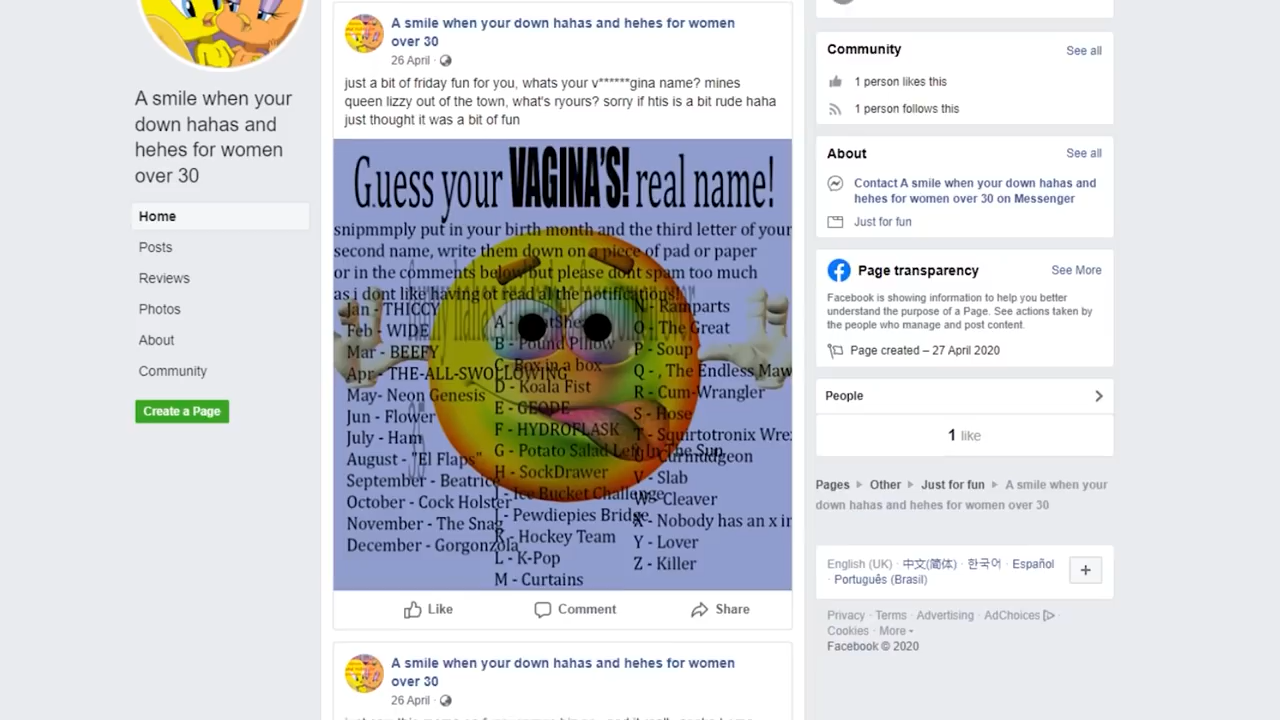 A smile when your
down hahas and
hehes for women
over 30
Home
Posts
Reviews
Photos
About
Community
Create a Page
A smile when your down hahas and hehes for women
over 30
26 April
just a bit of friday fun for you, whats your v******gina name? mines
queen lizzy out of the town, what's ryours? sorry if htis is a bit rude haha
just thought it was a bit of fun
Guess your VAGINA'S! real name!
snipmmply put in your birth month and the third letter of your
second name, write them down on a piece of pad or paper
or in the comments below but please dont spam too much
as i dont like having ot read al the notifications!
Jan - THICCY
Feb - WIDE
Mar - BEEFY
Apr - THE-ALL-SWOLLOWING
May- Neon Genesis
Jun - Flower
July - Ham
August - "El Flaps"
September - Beatrice
October - Cock Holster
November - The Snag
December - Gorgonzola
A -
B - Pound Pillow
C- Box in a box
D - Koala Fist
E - GEODE
F - HYDROFLASK
G - Potato Salad Left In The Sun
H - SockDrawer
I - Ice Bucket Challenge
J - Pewdiepies Bridge
K - Hockey Team
L - K-Pop
M - Curtains
N - Ramparts
O - The Great
P - Soup
Q - , The Endless Maw
R - Cum-Wrangler
S - Hose
T - Squirtotronix
U - Curmudgeon
V - Slab
W - Cleaver
X - Nobody has an x in
Y - Lover
Z - Killer
Like Comment Share
A smile when your down hahas and hehes for women
over 30
26 April
Community See all
1 person likes this
1 person follows this
About See all
Contact A smile when your down hahas and
hehes for women over 30 on Messenger
Just for fun
Page transparency See More
Facebook is showing information to help you better
understand the purpose of a Page. See actions taken by
the people who manage and post content.
Page created – 27 April 2020
People
1 like
Pages Other Just for fun A smile when your
down hahas and hehes for women over 30
English (UK) · 中文(简体) · 한국어 · Español
· Português (Brasil)
Privacy · Terms · Advertising · AdChoices ·
Cookies · More
Facebook © 2020